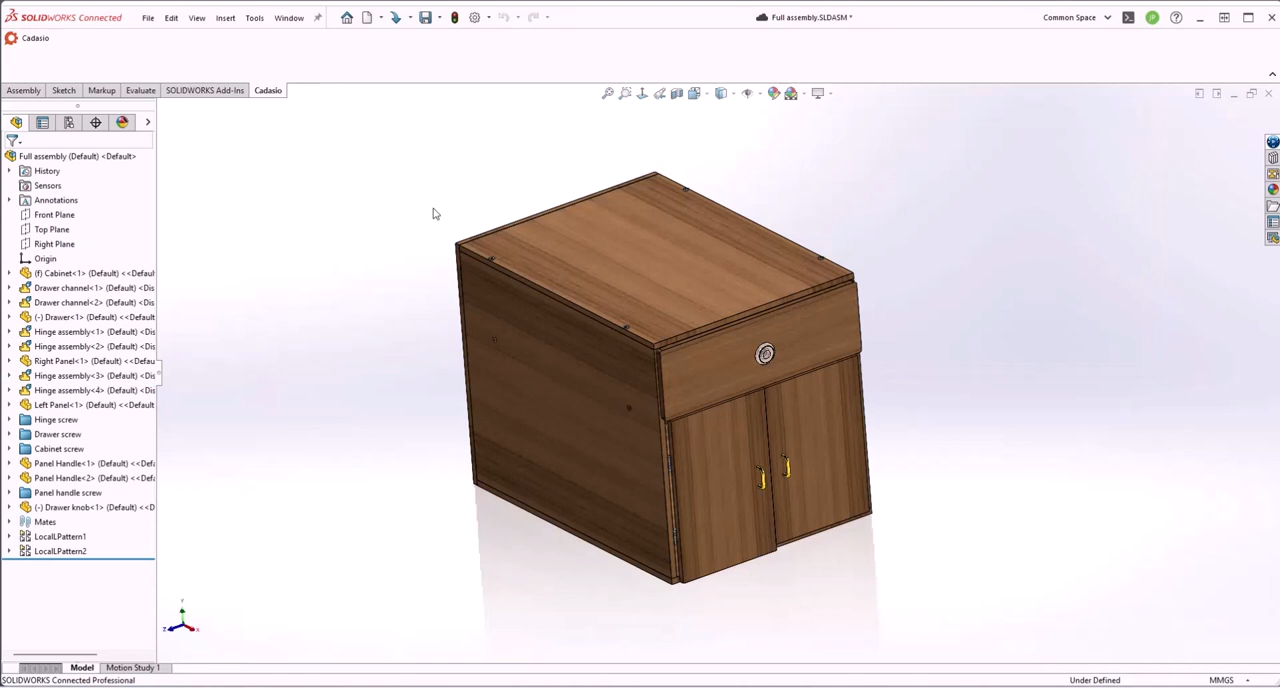 SOLIDWORKS Connected File Edit View Insert Tools Window Full assembly.SLDASM * Common Space JP
Cadasio
Assembly Sketch Markup Evaluate SOLIDWORKS Add-Ins Cadasio
Full assembly (Default) <Default>
History
Sensors
Annotations
Front Plane
Top Plane
Right Plane
Origin
(f) Cabinet<1> (Default) <<Defaul
Drawer channel<1> (Default) <Dis
Drawer channel<2> (Default) <Dis
(-) Drawer<1> (Default) <<Defaul
Hinge assembly<1> (Default) <Dis
Hinge assembly<2> (Default) <Dis
Right Panel<1> (Default) <<Defau
Hinge assembly<3> (Default) <Dis
Hinge assembly<4> (Default) <Dis
Left Panel<1> (Default) <<Default
Hinge screw
Drawer screw
Cabinet screw
Panel Handle<1> (Default) <<Defa
Panel Handle<2> (Default) <<Defa
Panel handle screw
(-) Drawer knob<1> (Default) <<D
Mates
LocalLPattern1
LocalLPattern2
Y
Z X
Model Motion Study 1
SOLIDWORKS Connected Professional Under Defined MMGS